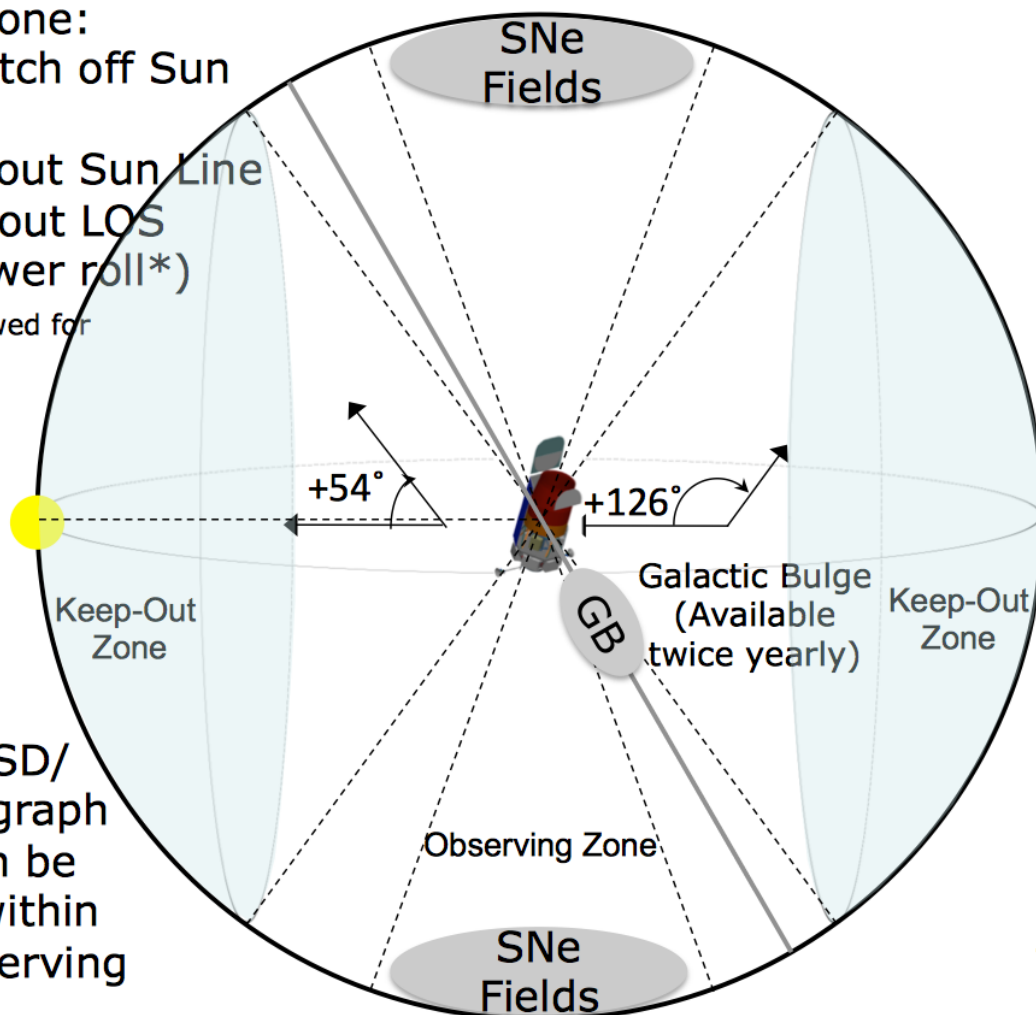 one:
tch off Sun
out Sun Line
out LOS
wer roll*)
wed for
SNe
Fields
+54°
+126°
Galactic Bulge
(Available
twice yearly)
GB
Keep-Out
Zone
Keep-Out
Zone
SD/
graph
n be
within
erving
Observing Zone
SNe
Fields